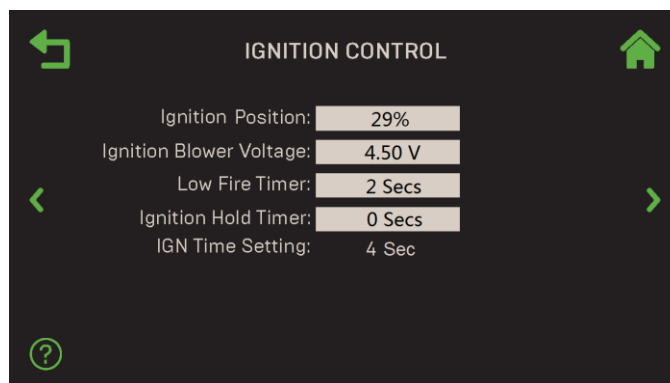 IGNITION CONTROL
Ignition Position: 29%
Ignition Blower Voltage: 4.50 V
Low Fire Timer: 2 Secs
Ignition Hold Timer: 0 Secs
IGN Time Setting: 4 Sec
?